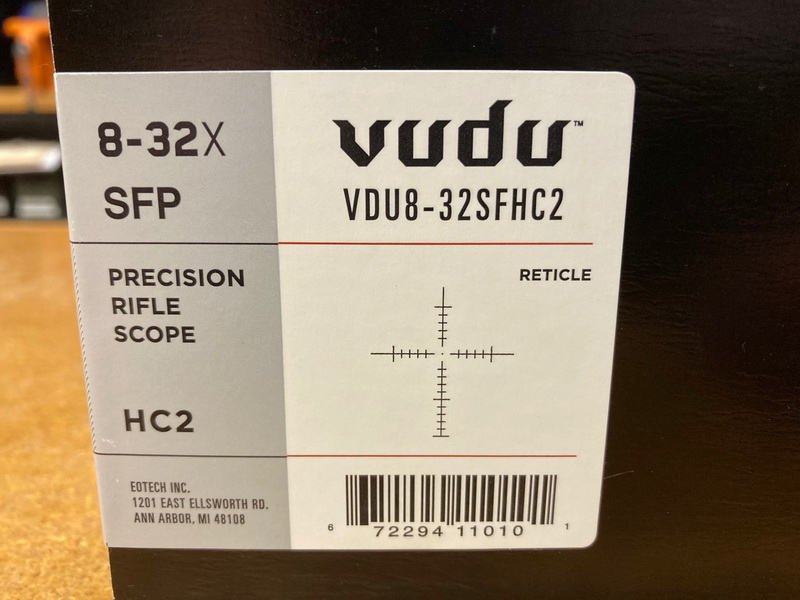 8-32X
SFP
PRECISION
RIFLE
SCOPE
HC2
EOTECH INC.
1201 EAST ELLSWORTH RD.
ANN ARBOR, MI 48108
vudu™
VDU8-32SFHC2
RETICLE
6 72294 11010 1